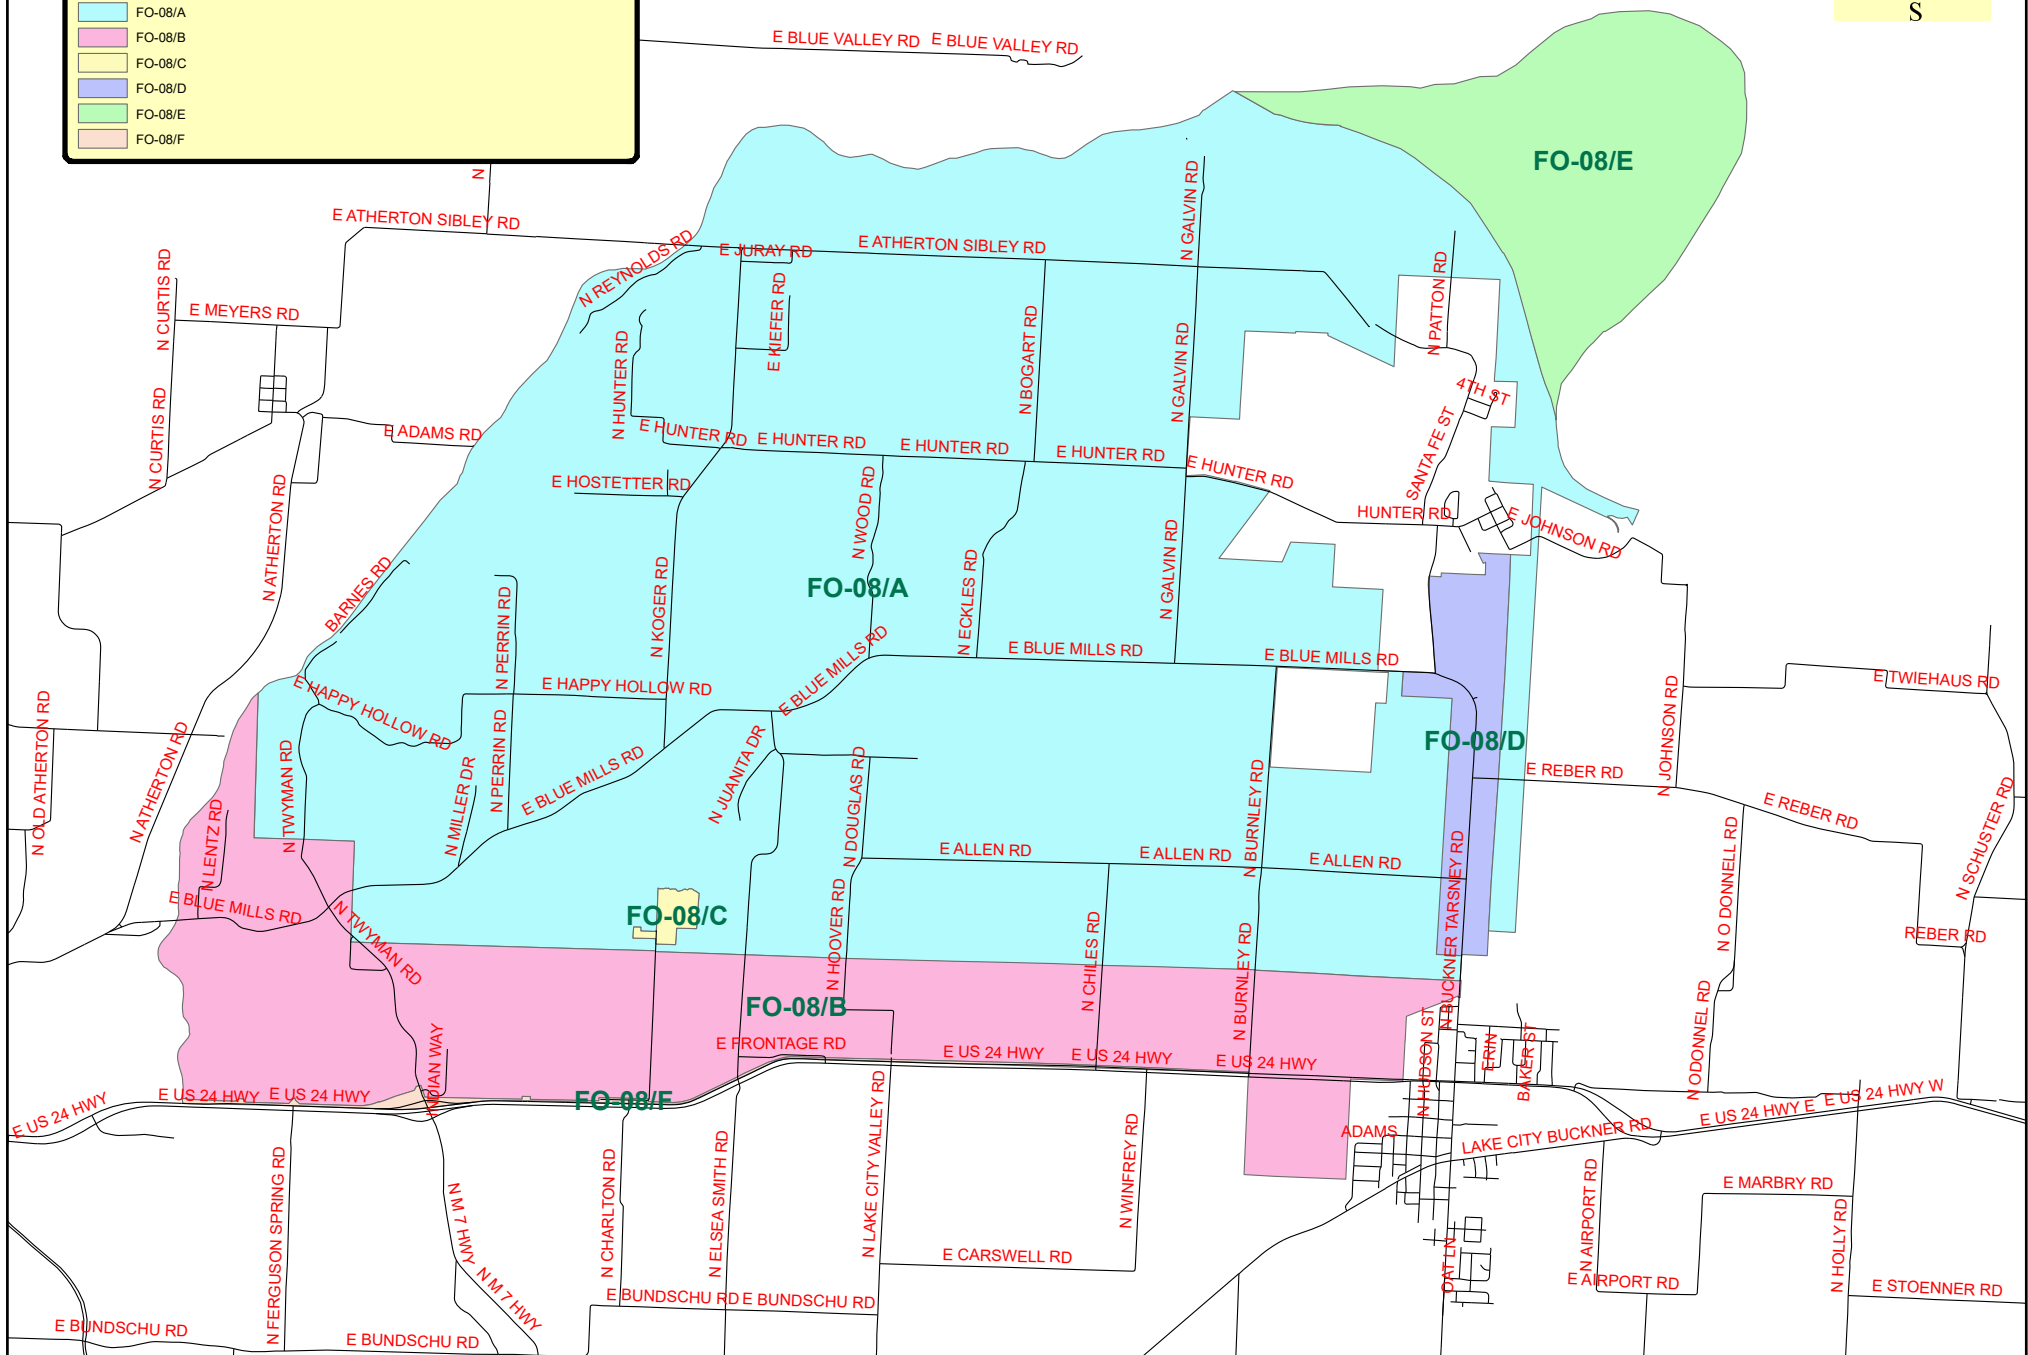 S
FO-08/A
FO-08/B
FO-08/C
FO-08/D
FO-08/E
FO-08/F
E BLUE VALLEY RD
E BLUE VALLEY RD
FO-08/E
N
E ATHERTON SIBLEY RD
N REYNOLDS RD
E JURAY RD
E ATHERTON SIBLEY RD
N GALVIN RD
N CURTIS RD
E MEYERS RD
E KIEFER RD
N PATTON RD
N HUNTER RD
N BOGART RD
N GALVIN RD
N CURTIS RD
4TH ST
E ADAMS RD
E HUNTER RD
E HUNTER RD
E HUNTER RD
E HUNTER RD
E HUNTER RD
SANTA FE ST
E HOSTETTER RD
N WOOD RD
HUNTER RD
E JOHNSON RD
N ATHERTON RD
N GALVIN RD
BARNES RD
FO-08/A
N PERRIN RD
N KOGER RD
N ECKLES RD
E BLUE MILLS RD
E BLUE MILLS RD
E BLUE MILLS RD
E HAPPY HOLLOW RD
E HAPPY HOLLOW RD
E TWIEHAUS RD
N OLD ATHERTON RD
N ATHERTON RD
N TWYMAN RD
N PERRIN RD
N MILLER DR
E BLUE MILLS RD
N JUANITA DR
N DOUGLAS RD
FO-08/D
N JOHNSON RD
E REBER RD
E REBER RD
N BURNLEY RD
N LENTZ RD
E ALLEN RD
E ALLEN RD
E ALLEN RD
N BUCKNER TARSNEY RD
N O DONNELL RD
N SCHUSTER RD
E BLUE MILLS RD
N TWYMAN RD
FO-08/C
N HOOVER RD
N CHILES RD
N BURNLEY RD
REBER RD
FO-08/B
INDIAN WAY
E FRONTAGE RD
E US 24 HWY
E US 24 HWY
E US 24 HWY
N HUDSON ST
ERIN
BAKER ST
N ODONNEL RD
E US 24 HWY
E US 24 HWY
E US 24 HWY
FO-08/F
E US 24 HWY E
E US 24 HWY W
ADAMS
LAKE CITY BUCKNER RD
N FERGUSON SPRING RD
N M 7 HWY
N CHARLTON RD
N ELSEA SMITH RD
N LAKE CITY VALLEY RD
N WINFREY RD
N AIRPORT RD
E MARBRY RD
N HOLLY RD
E CARSWELL RD
OAT LN
E AIRPORT RD
E STOENNER RD
N M 7 HWY
E BUNDSCHU RD
E BUNDSCHU RD
E BUNDSCHU RD
E BUNDSCHU RD